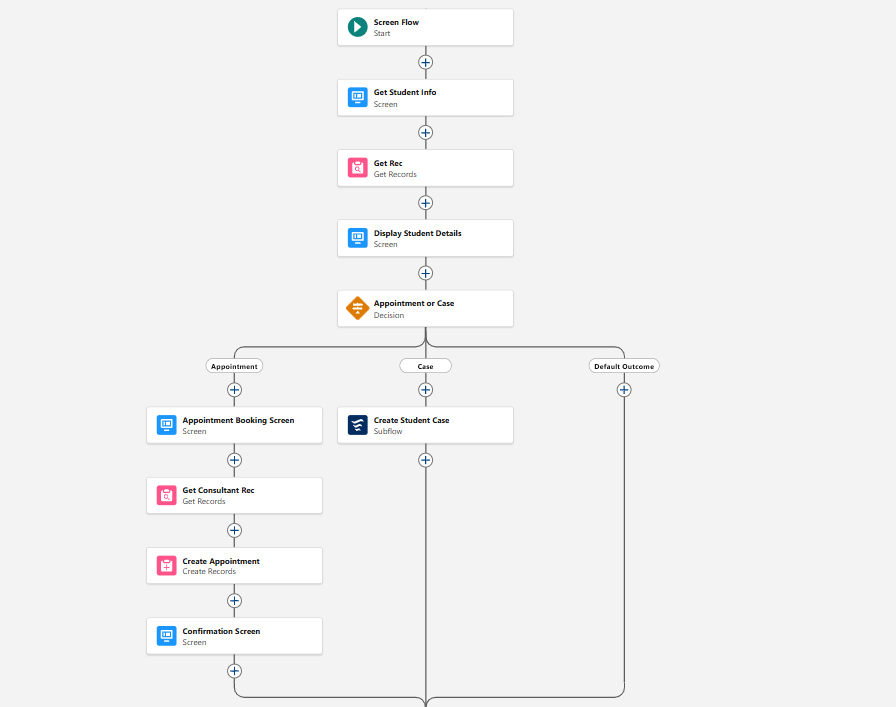 Screen Flow
Start
Get Student Info
Screen
Get Rec
Get Records
Display Student Details
Screen
Appointment or Case
Decision
Appointment
Case
Default Outcome
Appointment Booking Screen
Screen
Create Student Case
Subflow
Get Consultant Rec
Get Records
Create Appointment
Create Records
Confirmation Screen
Screen